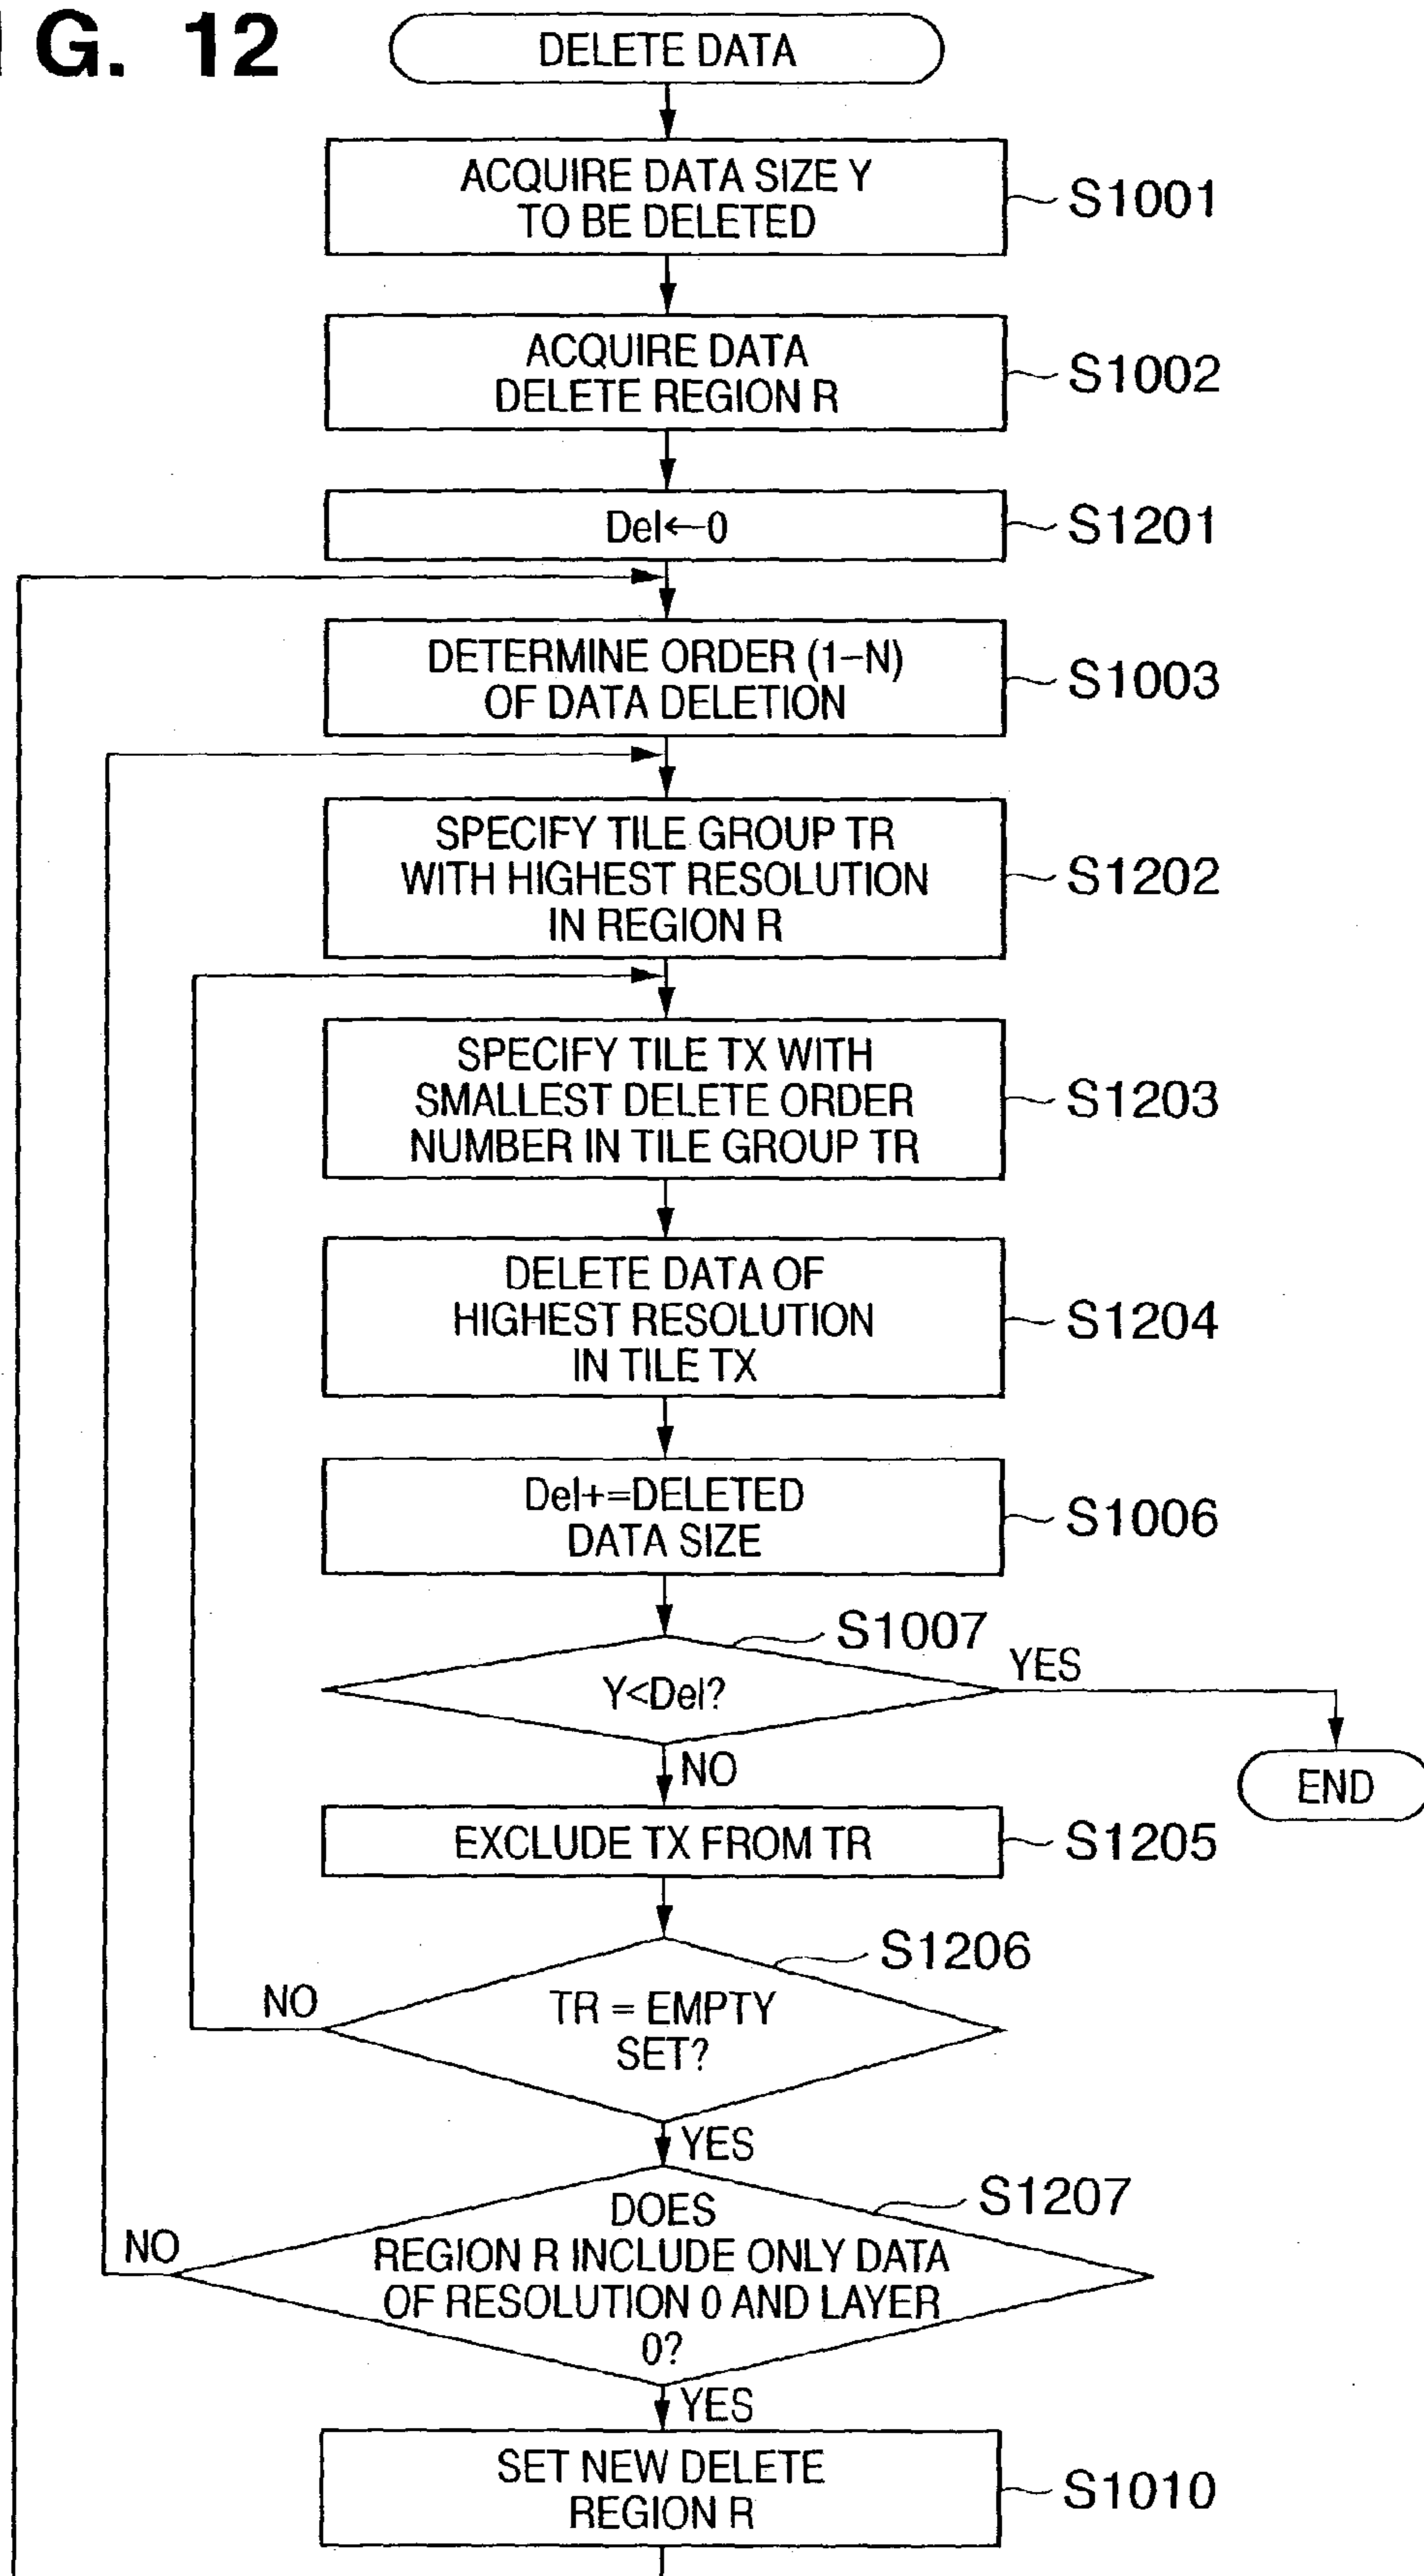 G. 12
DELETE DATA
ACQUIRE DATA SIZE Y
TO BE DELETED
S1001
ACQUIRE DATA
DELETE REGION R
S1002
Del←0
S1201
DETERMINE ORDER (1–N)
OF DATA DELETION
S1003
SPECIFY TILE GROUP TR
WITH HIGHEST RESOLUTION
IN REGION R
S1202
SPECIFY TILE TX WITH
SMALLEST DELETE ORDER
NUMBER IN TILE GROUP TR
S1203
DELETE DATA OF
HIGHEST RESOLUTION
IN TILE TX
S1204
Del+=DELETED
DATA SIZE
S1006
S1007
Y<Del?
YES
NO
END
EXCLUDE TX FROM TR
S1205
S1206
TR = EMPTY
SET?
NO
YES
S1207
DOES
REGION R INCLUDE ONLY DATA
OF RESOLUTION 0 AND LAYER
0?
NO
YES
SET NEW DELETE
REGION R
S1010